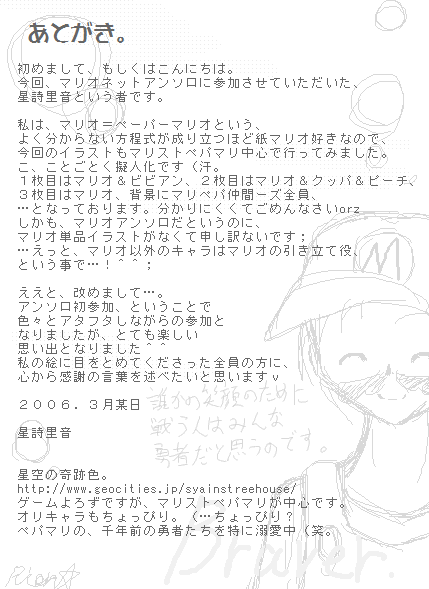 あとがき。
初めまして、もしくはこんにちは。
今回、マリオネットアンソロに参加させていただいた、
星詩里音という者です。
私は、マリオ＝ペーパーマリオという、
よく分からない方程式が成り立つほど紙マリオ好きなので、
今回のイラストもマリストペパマリ中心で行ってみました。
こ、ことごとく擬人化です（汗。
１枚目はマリオ＆ビビアン、２枚目はマリオ＆クッパ＆ピーチ、
３枚目はマリオ、背景にマリペパ仲間ーズ全員、
…となっております。分かりにくくてごめんなさいorz
しかも、マリオアンソロだというのに、
マリオ単品イラストがなくて申し訳ないです；
…えっと、マリオ以外のキャラはマリオの引き立て役、
という事で…！＾＾；
ええと、改めまして…。
アンソロ初参加、ということで
色々とアタフタしながらの参加と
なりましたが、とても楽しい
思い出となりました＾＾
私の絵に目をとめてくださった全員の方に、
心から感謝の言葉を述べたいと思いますｖ
２００６．３月某日
星詩里音
誰かの笑顔のために
戦う人はみんな
勇者だと思うのです。
星空の奇跡色。
http://www.geocities.jp/syainstreehouse/
ゲームよろずですが、マリストペパマリが中心です。
オリキャラもちょっぴり。（…ちょっぴり？
ペパマリの、千年前の勇者たちを特に溺愛中（笑。
M